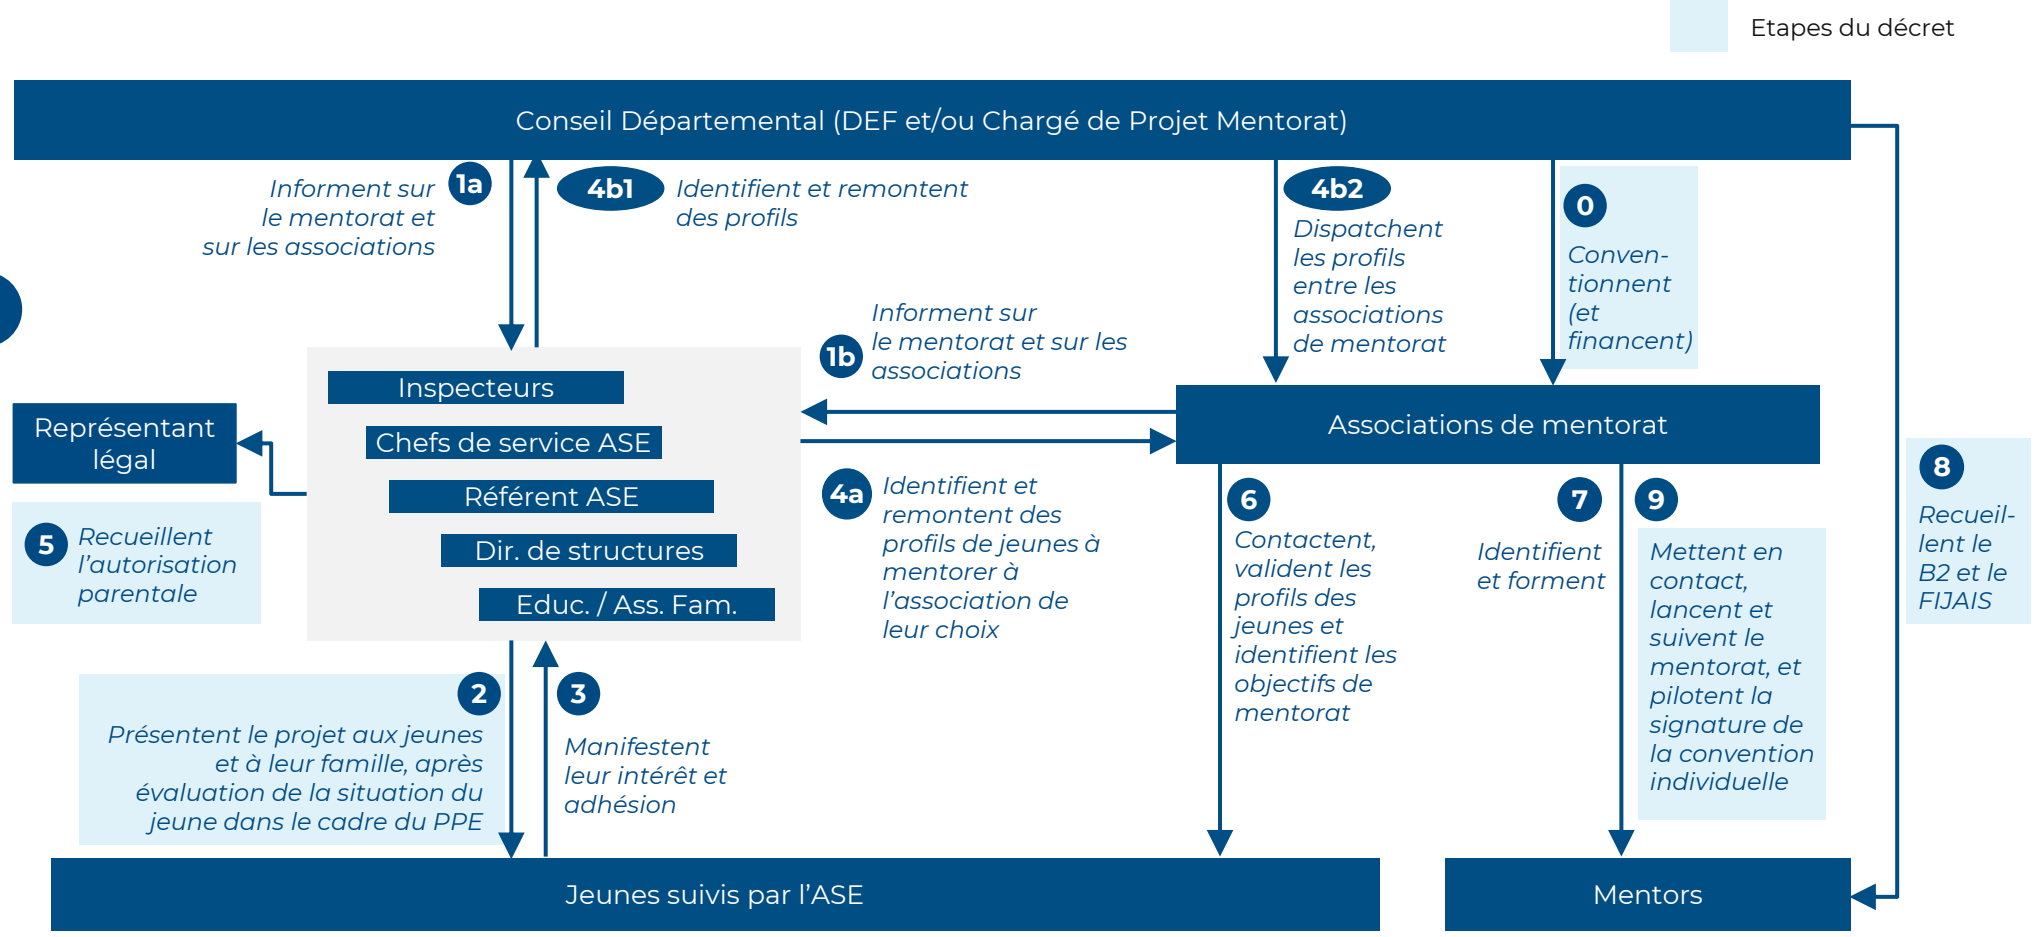 Etapes du décret
Conseil Départemental (DEF et/ou Chargé de Projet Mentorat)
1a
Informent sur
le mentorat et
sur les associations
4b1
Identifient et remontent
des profils
4b2
Dispatchent
les profils
entre les
associations
de mentorat
0
Conven-
tionnent
(et
financent)
1b
Informent sur
le mentorat et sur les
associations
Inspecteurs
Chefs de service ASE
Référent ASE
Dir. de structures
Educ. / Ass. Fam.
Représentant
légal
Associations de mentorat
5
Recueillent
l’autorisation
parentale
4a
Identifient et
remontent des
profils de jeunes à
mentorer à
l’association de
leur choix
6
Contactent,
valident les
profils des
jeunes et
identifient les
objectifs de
mentorat
7
Identifient
et forment
9
Mettent en
contact,
lancent et
suivent le
mentorat, et
pilotent la
signature de
la convention
individuelle
8
Recueil-
lent le
B2 et le
FIJAIS
2
Présentent le projet aux jeunes
et à leur famille, après
évaluation de la situation du
jeune dans le cadre du PPE
3
Manifestent
leur intérêt et
adhésion
Jeunes suivis par l’ASE
Mentors